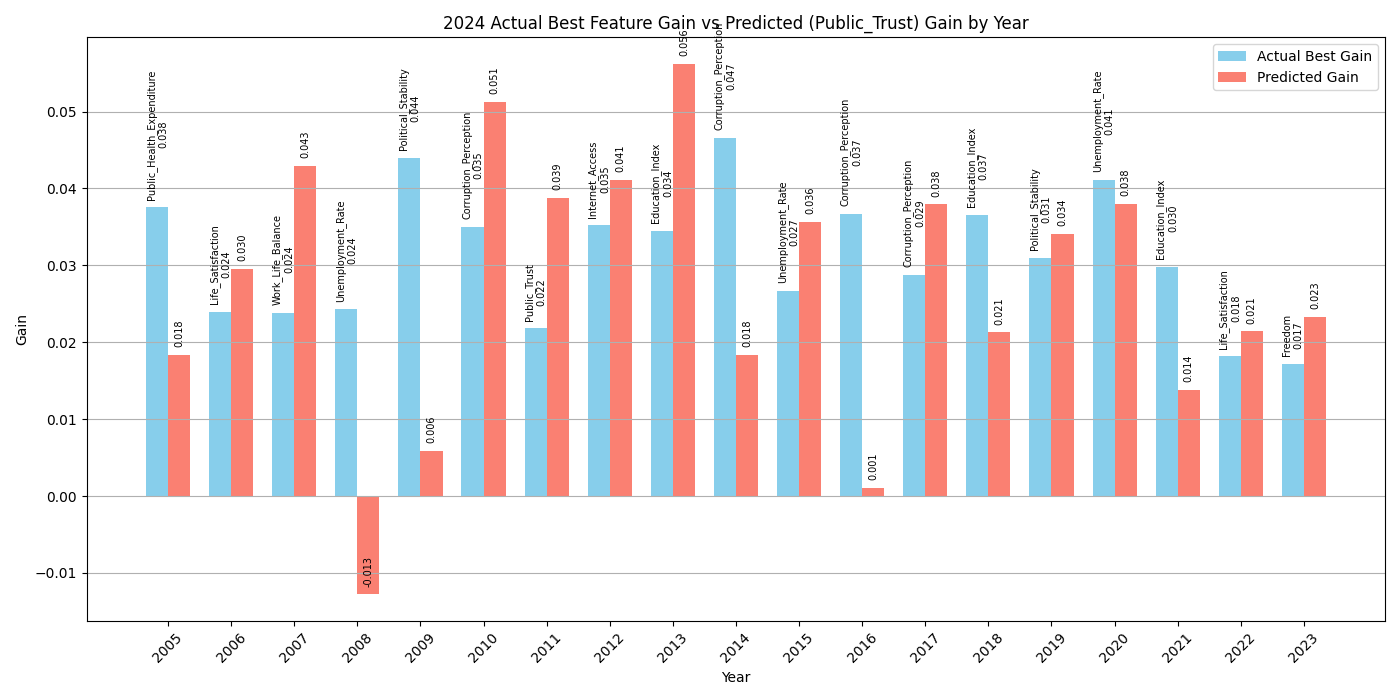 2024 Actual Best Feature Gain vs Predicted (Public_Trust) Gain by Year
Actual Best Gain
Predicted Gain
Gain
0.05
0.04
0.03
0.02
0.01
0.00
−0.01
Public_Health_Expenditure
0.038
0.018
Life_Satisfaction
0.024
0.030
Work_Life_Balance
0.024
0.043
Unemployment_Rate
0.024
-0.013
Political_Stability
0.044
0.006
Corruption_Perception
0.035
0.051
Public_Trust
0.022
0.039
Internet_Access
0.035
0.041
Education_Index
0.034
0.056
Corruption_Perception
0.047
0.018
Unemployment_Rate
0.027
0.036
Corruption_Perception
0.037
0.001
Corruption_Perception
0.029
0.038
Education_Index
0.037
0.021
Political_Stability
0.031
0.034
Unemployment_Rate
0.041
0.038
Education_Index
0.030
0.014
Life_Satisfaction
0.018
0.021
Freedom
0.017
0.023
2005
2006
2007
2008
2009
2010
2011
2012
2013
2014
2015
2016
2017
2018
2019
2020
2021
2022
2023
Year